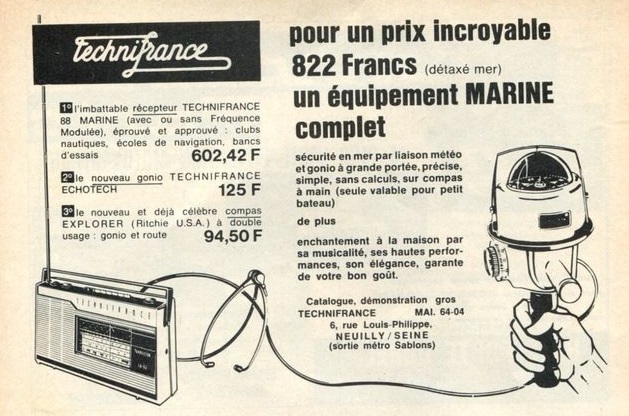 Technifrance
1º l'imbattable récepteur TECHNIFRANCE
88 MARINE (avec ou sans Fréquence
Modulée), éprouvé et approuvé : clubs
nautiques, écoles de navigation, bancs
d'essais 602,42 F
2º le nouveau gonio TECHNIFRANCE
ECHOTECH 125 F
3º le nouveau et déjà célèbre compas
EXPLORER (Ritchie U.S.A.) à double
usage : gonio et route 94,50 F
pour un prix incroyable
822 Francs (détaxé mer)
un équipement MARINE
complet
sécurité en mer par liaison météo
et gonio à grande portée, précise,
simple, sans calculs, sur compas
à main (seule valable pour petit
bateau)
de plus
enchantement à la maison par
sa musicalité, ses hautes perfor-
mances, son élégance, garante
de votre bon goût.
Catalogue, démonstration gros
TECHNIFRANCE MAI. 64-04
6, rue Louis-Philippe,
NEUILLY/SEINE
(sortie métro Sablons)
TECHNIFRANCE